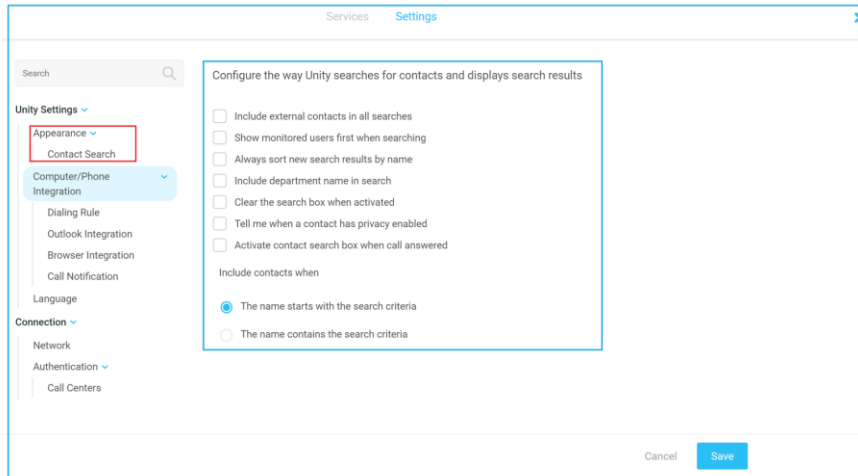 Services Settings
Search
Unity Settings
Appearance
Contact Search
Computer/Phone
Integration
Dialing Rule
Outlook Integration
Browser Integration
Call Notification
Language
Connection
Network
Authentication
Call Centers
Configure the way Unity searches for contacts and displays search results
Include external contacts in all searches
Show monitored users first when searching
Always sort new search results by name
Include department name in search
Clear the search box when activated
Tell me when a contact has privacy enabled
Activate contact search box when call answered
Include contacts when
The name starts with the search criteria
The name contains the search criteria
Cancel Save